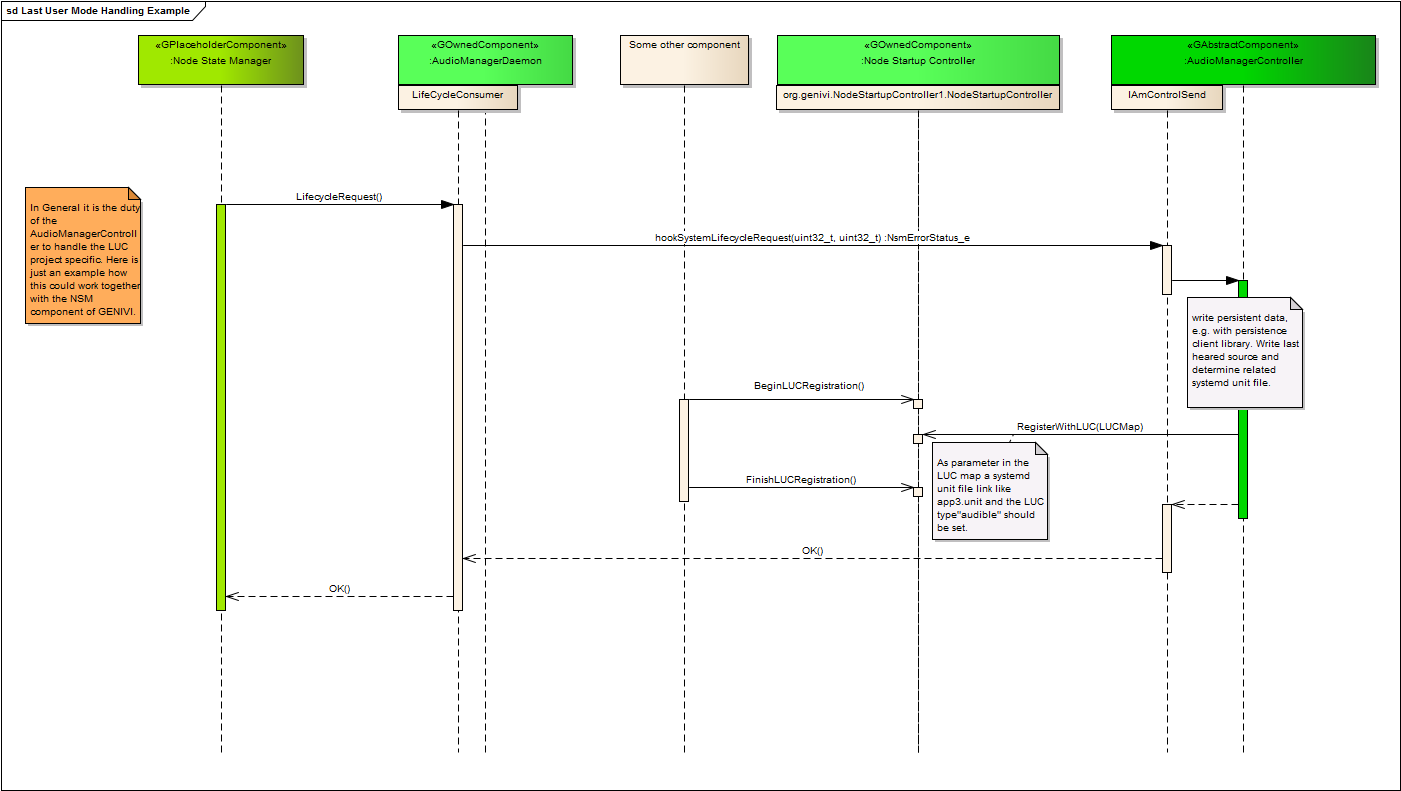 sd Last User Mode Handling Example
«GPlaceholderComponent»
:Node State Manager
«GOwnedComponent»
:AudioManagerDaemon
LifeCycleConsumer
Some other component
«GOwnedComponent»
:Node Startup Controller
org.genivi.NodeStartupController1.NodeStartupController
«GAbstractComponent»
:AudioManagerController
IAmControlSend
In General it is the duty
of the
AudioManagerControll
er to handle the LUC
project specific. Here is
just an example how
this could work together
with the NSM
component of GENIVI.
LifecycleRequest()
hookSystemLifecycleRequest(uint32_t, uint32_t) :NsmErrorStatus_e
write persistent data,
e.g. with persistence
client library. Write last
heared source and
determine related
systemd unit file.
BeginLUCRegistration()
RegisterWithLUC(LUCMap)
As parameter in the
LUC map a systemd
unit file link like
app3.unit and the LUC
type"audible" should
be set.
FinishLUCRegistration()
OK()
OK()